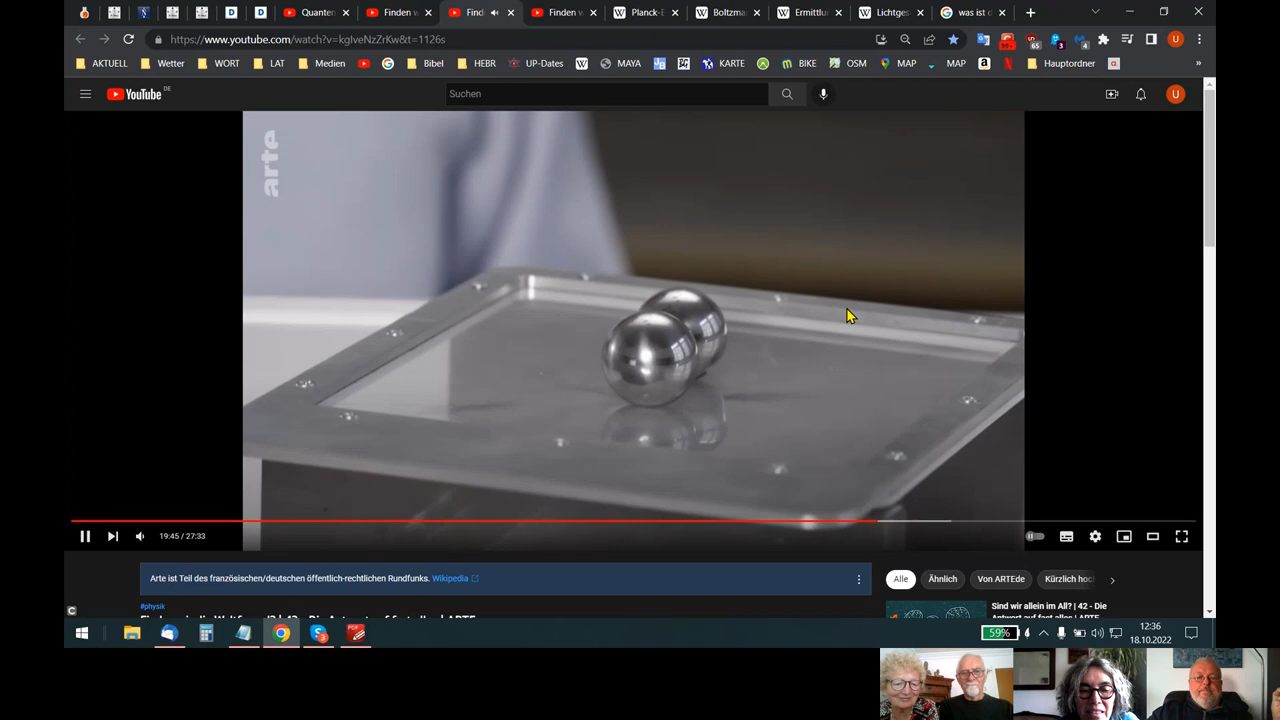 Quanten
Finden w
Find
Finden w
Planck-E
Boltzma
Ermittlur
Lichtges
was ist d
https://www.youtube.com/watch?v=kgIveNzZrKw&t=1126s
AKTUELL
Wetter
WORT
LAT
Medien
Bibel
HEBR
UP-Dates
MAYA
KARTE
BIKE
OSM
MAP
MAP
Hauptordner
YouTube DE
Suchen
U
arte
19:45 / 27:33
Arte ist Teil des französischen/deutschen öffentlich-rechtlichen Rundfunks. Wikipedia
Alle
Ähnlich
Von ARTEde
Kürzlich hoc
#physik
Sind wir allein im All? | 42 - Die
59%
12:36
18.10.2022